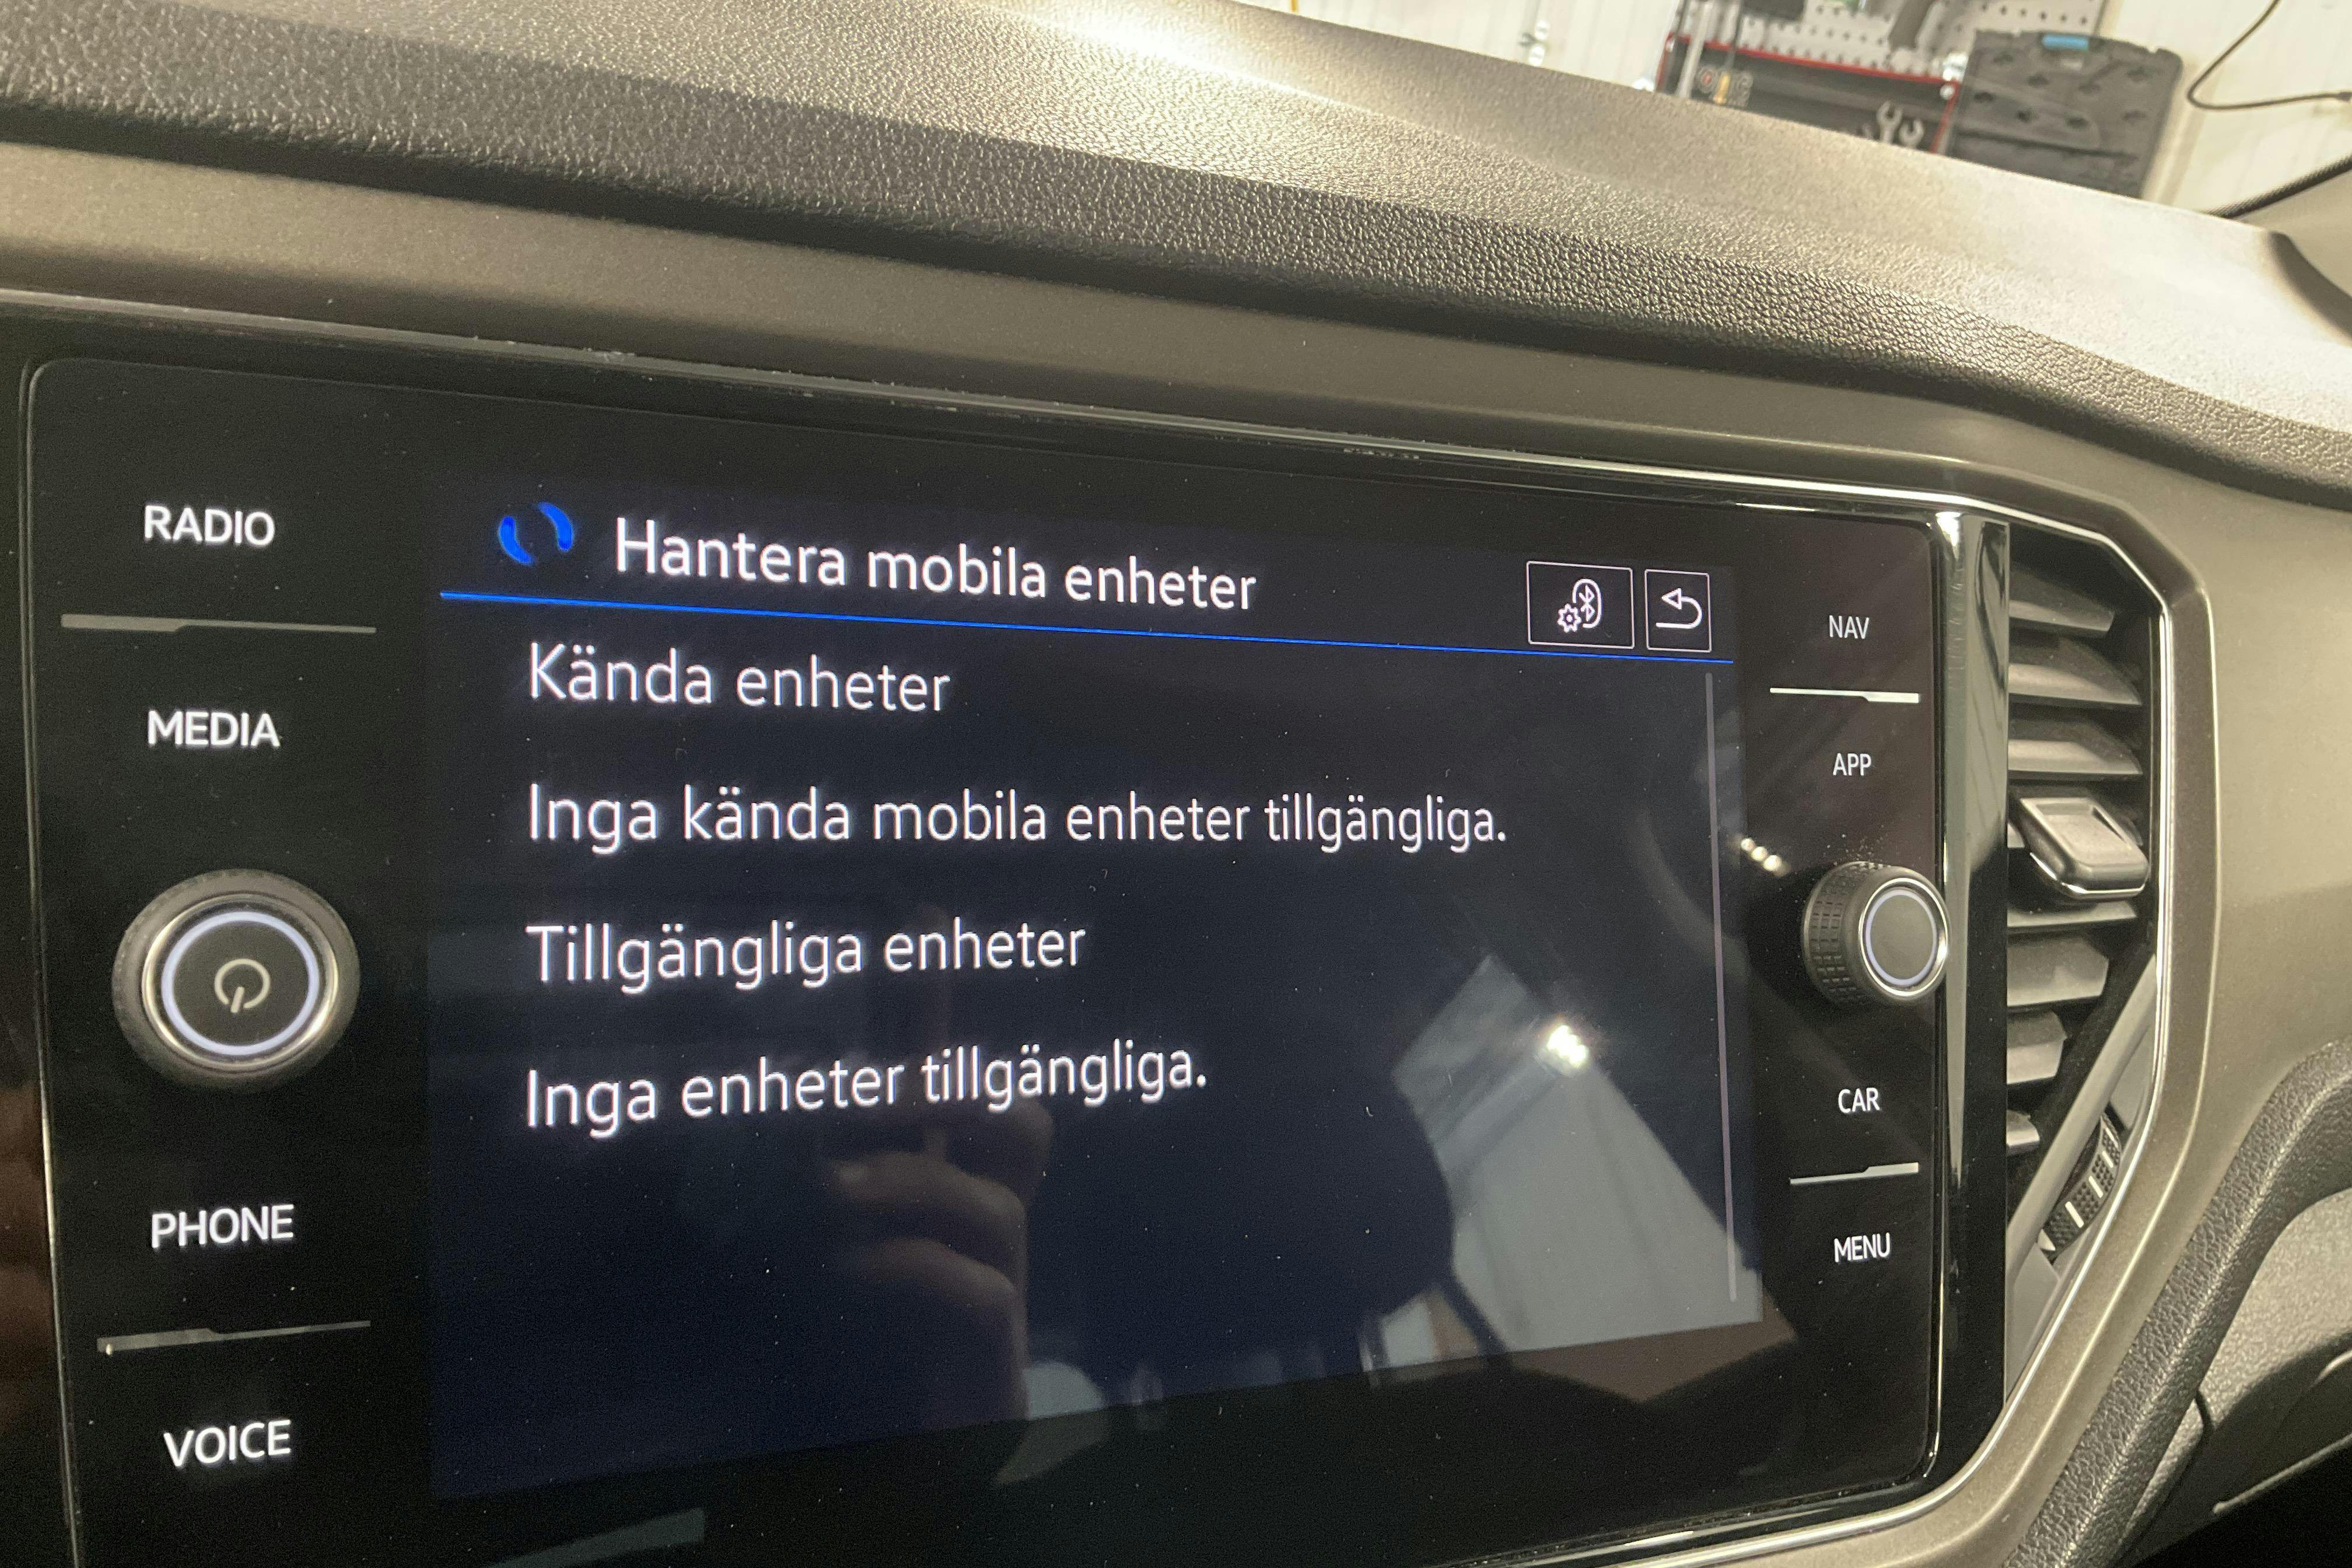 RADIO
MEDIA
PHONE
VOICE
Hantera mobila enheter
Kända enheter
Inga kända mobila enheter tillgängliga.
Tillgängliga enheter
Inga enheter tillgängliga.
NAV
APP
CAR
MENU